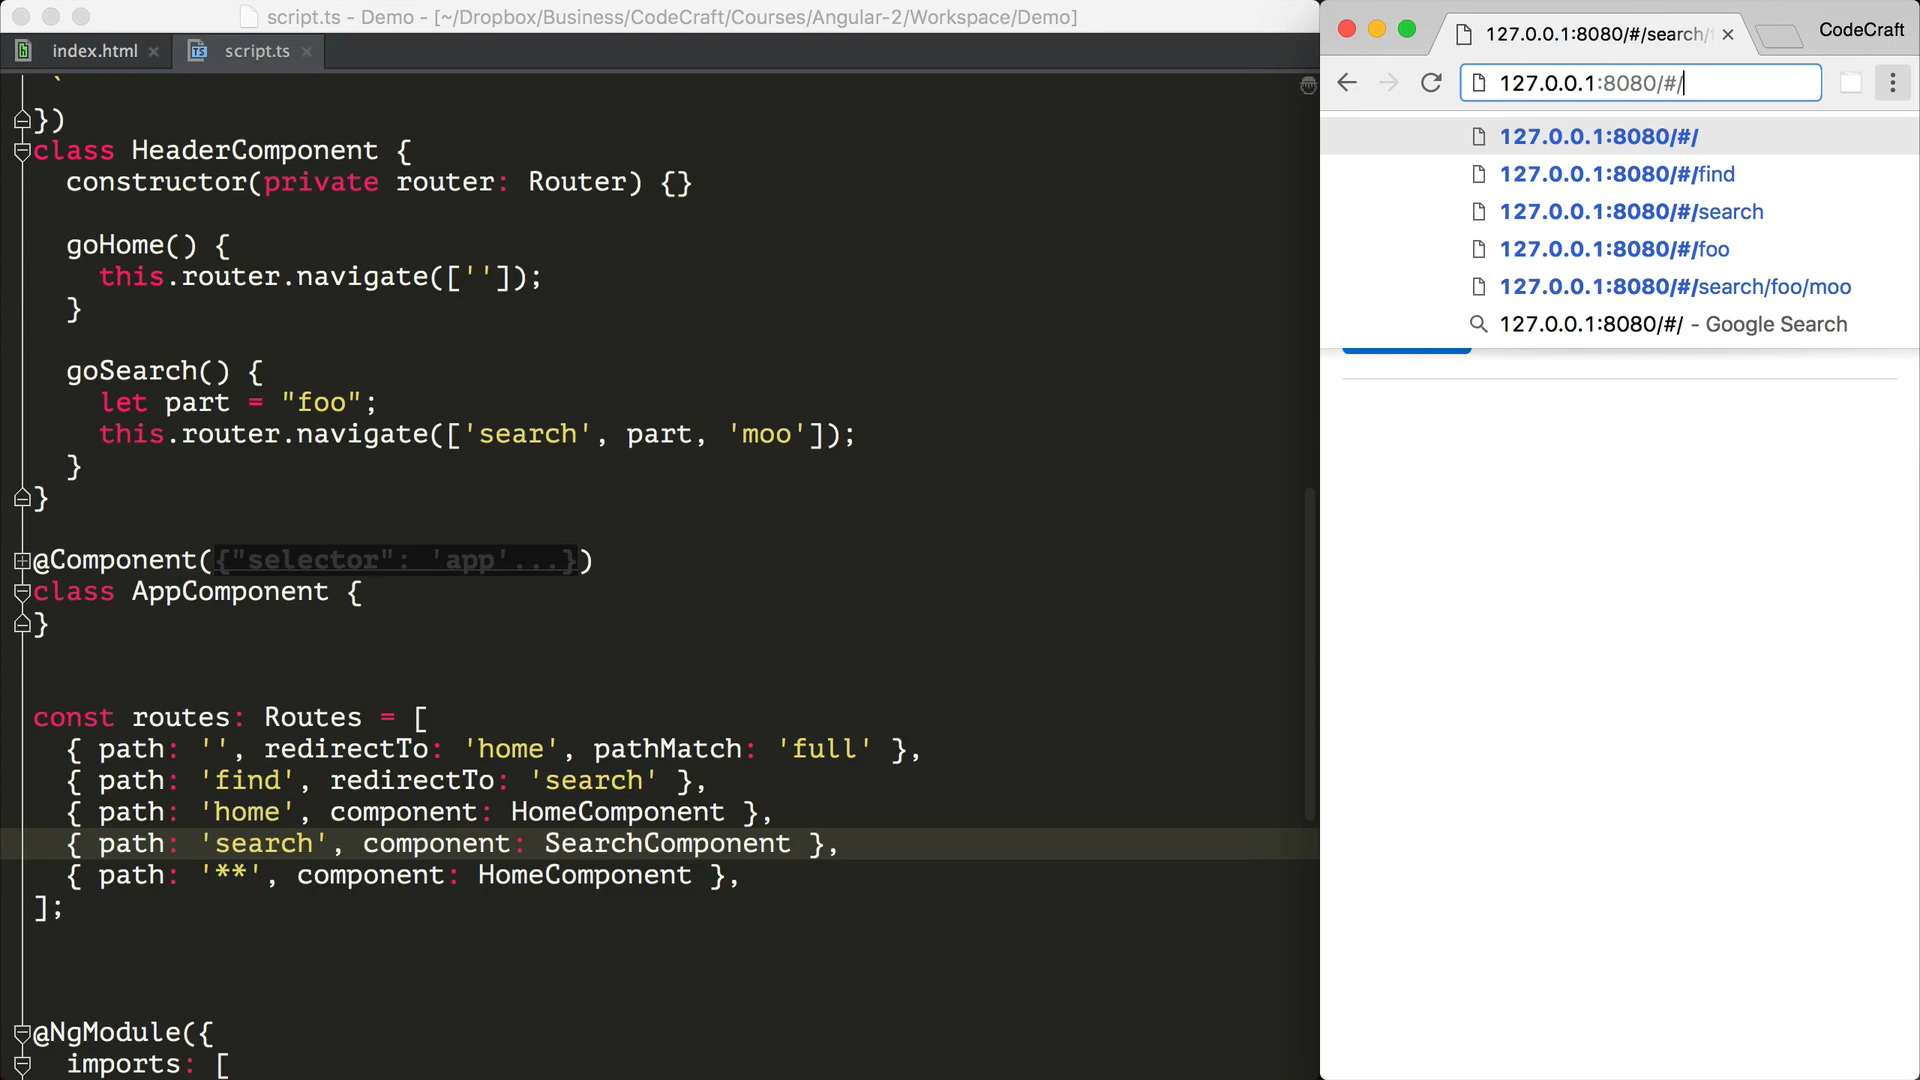 script.ts - Demo - [~/Dropbox/Business/CodeCraft/Courses/Angular-2/Workspace/Demo]
index.html
script.ts
`
})
class HeaderComponent {
constructor(private router: Router) {}
goHome() {
this.router.navigate(['']);
}
goSearch() {
let part = "foo";
this.router.navigate(['search', part, 'moo']);
}
}
@Component({"selector": 'app'...})
class AppComponent {
}
const routes: Routes = [
{ path: '', redirectTo: 'home', pathMatch: 'full' },
{ path: 'find', redirectTo: 'search' },
{ path: 'home', component: HomeComponent },
{ path: 'search', component: SearchComponent },
{ path: '**', component: HomeComponent },
];
@NgModule({
imports: [
127.0.0.1:8080/#/search/
CodeCraft
127.0.0.1:8080/#/
127.0.0.1:8080/#/
127.0.0.1:8080/#/find
127.0.0.1:8080/#/search
127.0.0.1:8080/#/foo
127.0.0.1:8080/#/search/foo/moo
127.0.0.1:8080/#/ - Google Search